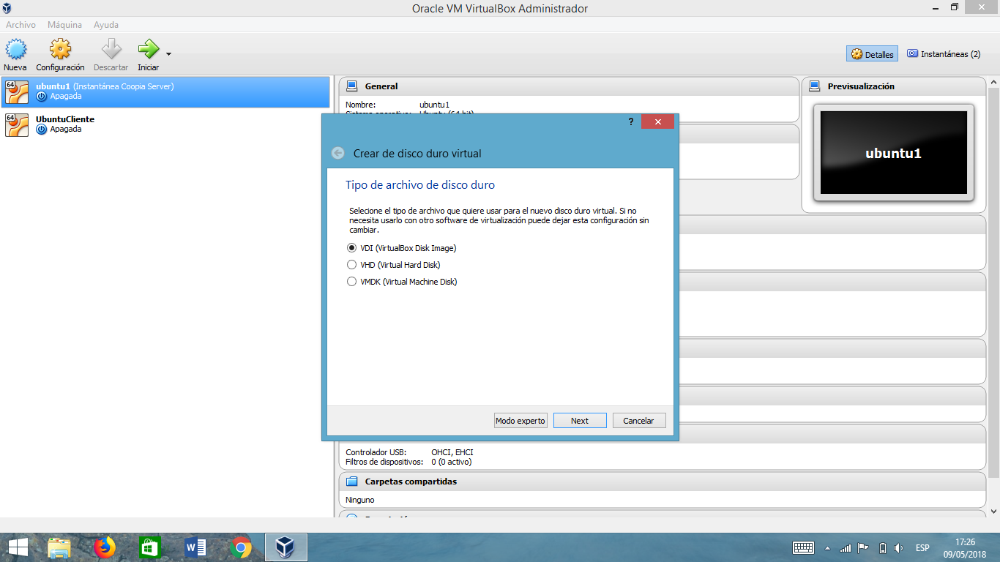 Oracle VM VirtualBox Administrador
Archivo Máquina Ayuda
Nueva Configuración Descartar Iniciar
Detalles Instantáneas (2)
64 ubuntu1 (Instantánea Coopia Server)
Apagada
64 UbuntuCliente
Apagada
General
Nombre: ubuntu1
Sistema operativo: Ubuntu (64 bit)
Previsualización
ubuntu1
?
Crear de disco duro virtual
Tipo de archivo de disco duro
Selecione el tipo de archivo que quiere usar para el nuevo disco duro virtual. Si no
necesita usarlo con otro software de virtualización puede dejar esta configuración sin
cambiar.
VDI (VirtualBox Disk Image)
VHD (Virtual Hard Disk)
VMDK (Virtual Machine Disk)
Modo experto Next Cancelar
Controlador USB: OHCI, EHCI
Filtros de dispositivos: 0 (0 activo)
Carpetas compartidas
Ninguno
ESP
17:26
09/05/2018